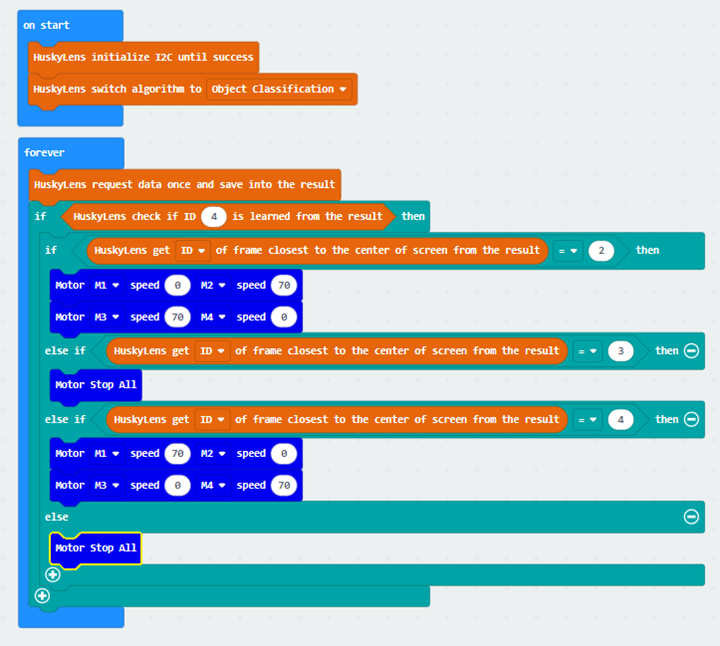 on start
HuskyLens initialize I2C until success
HuskyLens switch algorithm to Object Classification
forever
HuskyLens request data once and save into the result
if HuskyLens check if ID 4 is learned from the result then
if HuskyLens get ID of frame closest to the center of screen from the result = 2 then
Motor M1 speed 0 M2 speed 70
Motor M3 speed 70 M4 speed 0
else if HuskyLens get ID of frame closest to the center of screen from the result = 3 then
Motor Stop All
else if HuskyLens get ID of frame closest to the center of screen from the result = 4 then
Motor M1 speed 70 M2 speed 0
Motor M3 speed 0 M4 speed 70
else
Motor Stop All